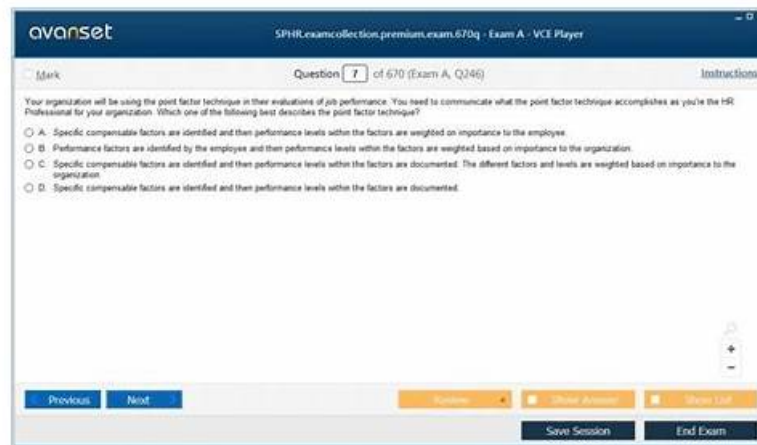 avanset
SPHR.examcollection.premium.exam.670q - Exam A - VCE Player
Mark
Question 7 of 670 (Exam A, Q246)
Instructions
Your organization will be using the point factor technique in their evaluations of job performance. You need to communicate what the point factor technique accomplishes as you're the HR
Professional for your organization. Which one of the following best describes the point factor technique?
A. Specific compensable factors are identified and then performance levels within the factors are weighted on importance to the employee.
B. Performance factors are identified by the employee and then performance levels within the factors are weighted based on importance to the organization.
C. Specific compensable factors are identified and then performance levels within the factors are documented. The different factors and levels are weighted based on importance to the
organization.
D. Specific compensable factors are identified and then performance levels within the factors are documented.
+
-
Previous
Next
Review
Show Answer
Show List
Save Session
End Exam